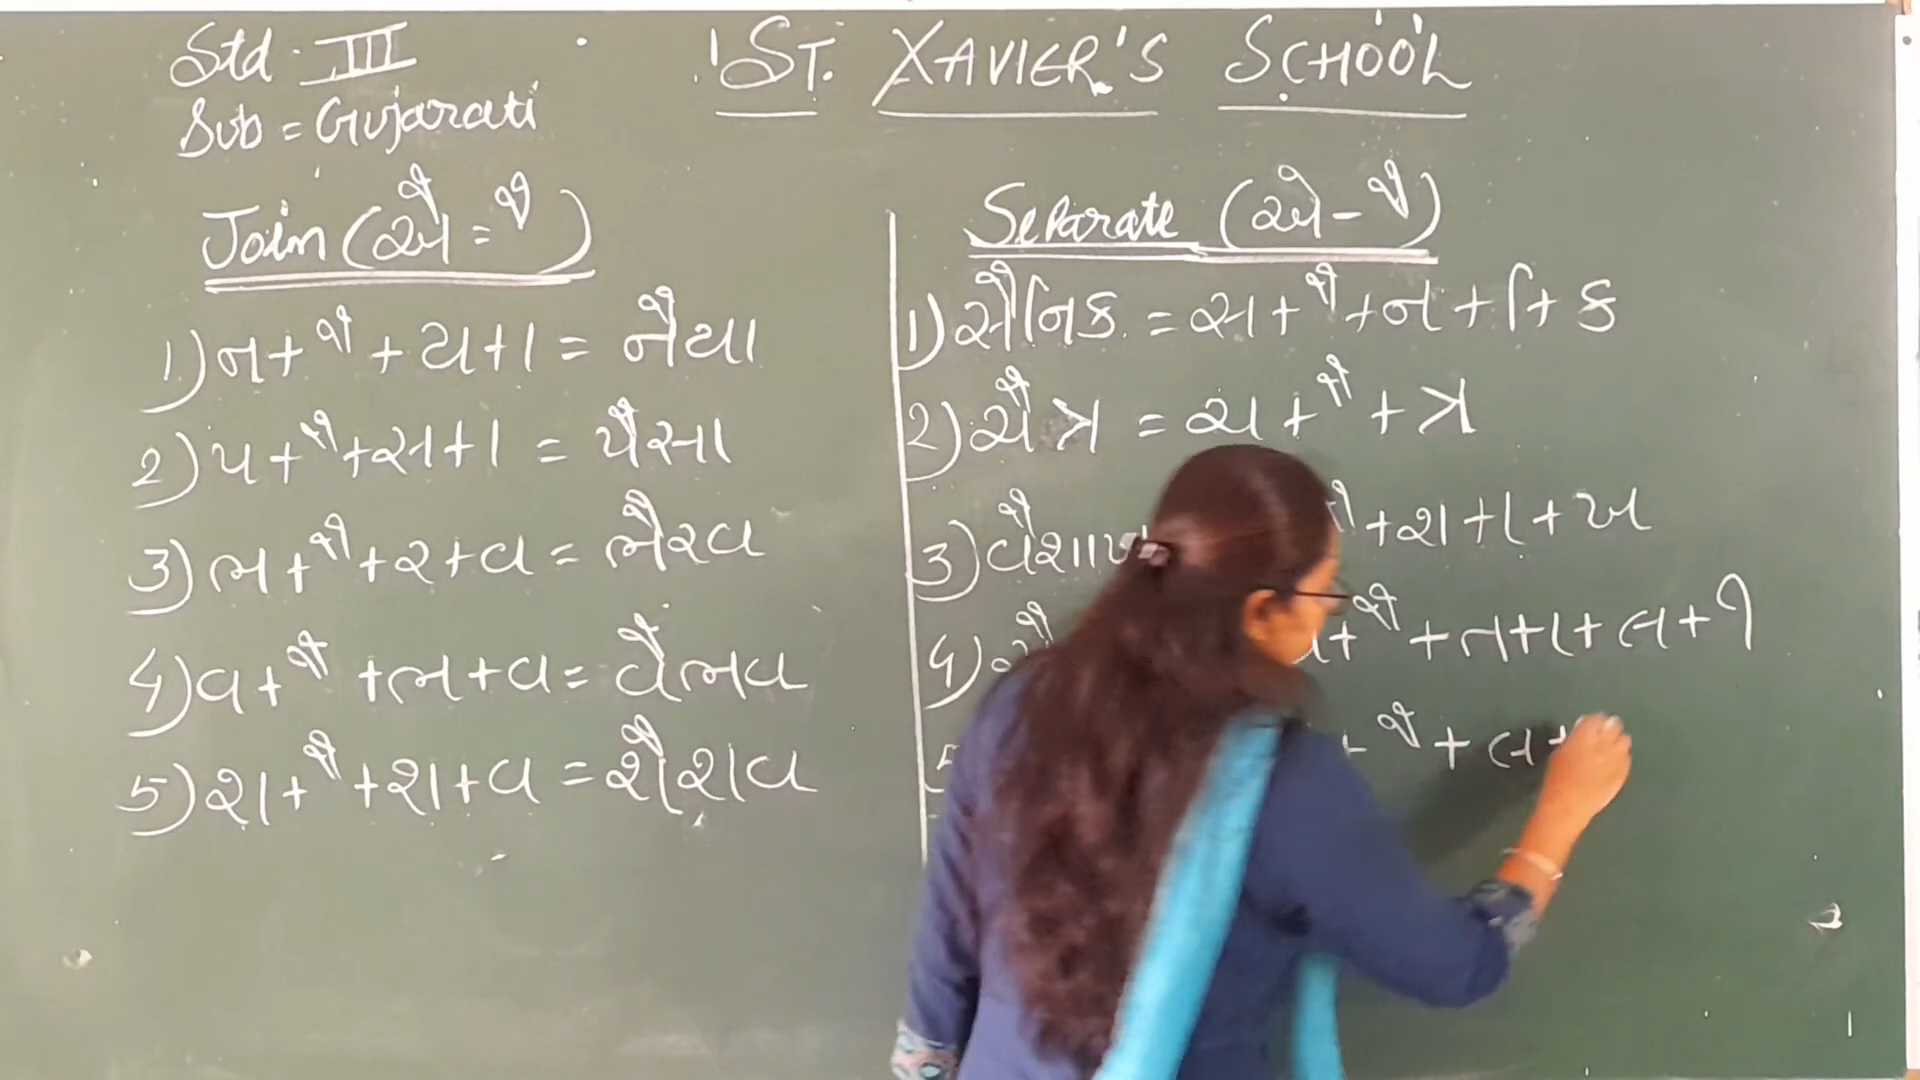 Std. III
Sub = Gujarati
ST. XAVIER'S SCHOOL
Join (ઐ = ૈ)
1) ન + ૈ + ય + ા = નૈયા
2) પ + ૈ + સ + ા = પૈસા
3) ભ + ૈ + ર + વ = ભૈરવ
4) વ + ૈ + ભ + વ = વૈભવ
5) શ + ૈ + શ + વ = શૈશવ
Separate (ઐ - ૈ)
1) સૈનિક = સ + ૈ + ન + િ ક
2) ચૈત્ર = ચ + ૈ + ત્ર
3) વૈશાખ + શ + ા + ખ
4) + ૈ + ત + ા + લ + ી
+ ૈ + લ +